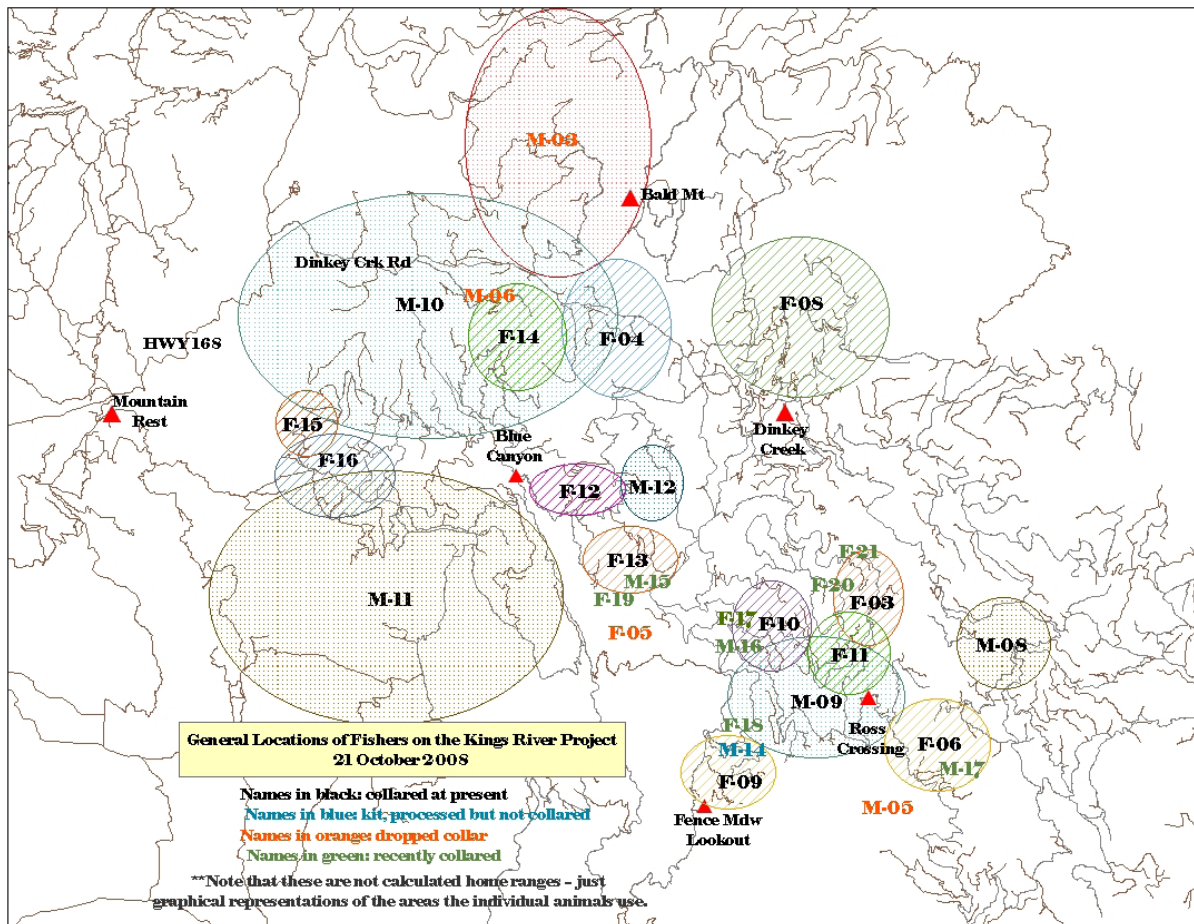 M-03
Bald Mt
Dinkey Crk Rd
M-06
M-10
F-08
F-14
F-04
HWY168
Mountain
Rest
F-15
Dinkey
Creek
Blue
Canyon
F-16
F-12
M-12
F-21
F-13
M-15
F-20
M-11
F-19
F-03
F-17
F-10
F-05
M-16
F-11
M-08
M-09
F-18
Ross
Crossing
General Locations of Fishers on the Kings River Project
21 October 2008
M-14
F-06
M-17
F-09
Names in black: collared at present
Names in blue: kit, processed but not collared
M-05
Fence Mdw
Lookout
Names in orange: dropped collar
Names in green: recently collared
**Note that these are not calculated home ranges – just
graphical representations of the areas the individual animals use.